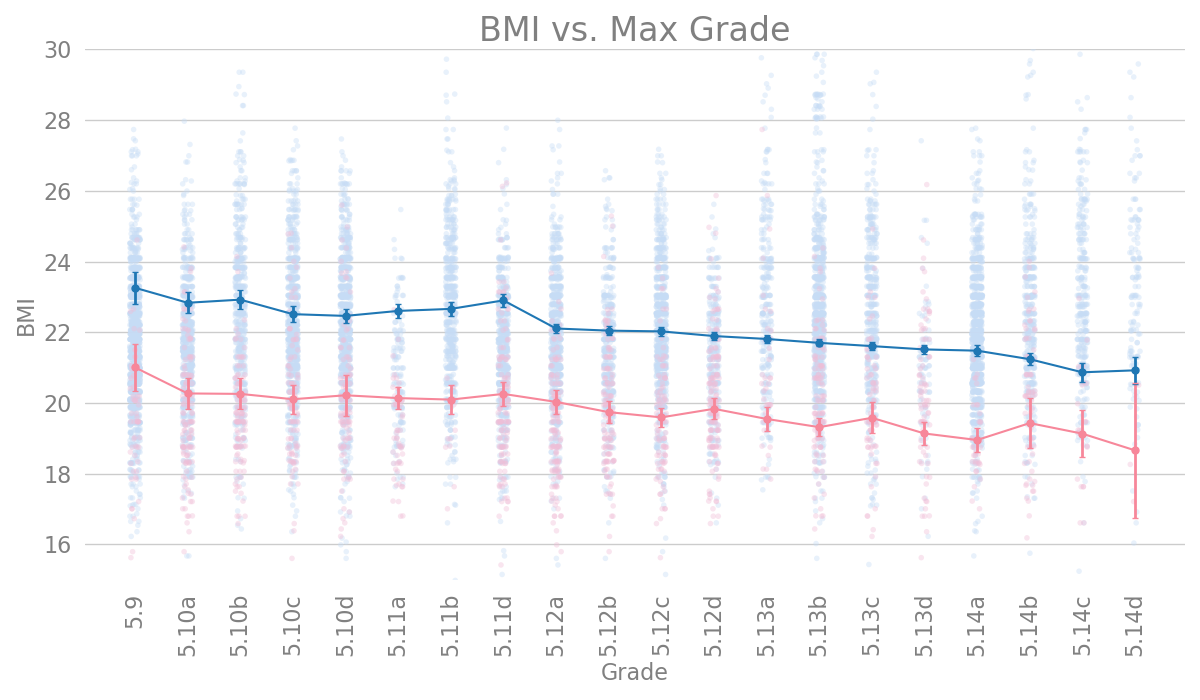 BMI vs. Max Grade
30
28
26
24
22
20
18
16
BMI
5.9
5.10a
5.10b
5.10c
5.10d
5.11a
5.11b
5.11d
5.12a
5.12b
5.12c
5.12d
5.13a
5.13b
5.13c
5.13d
5.14a
5.14b
5.14c
5.14d
Grade